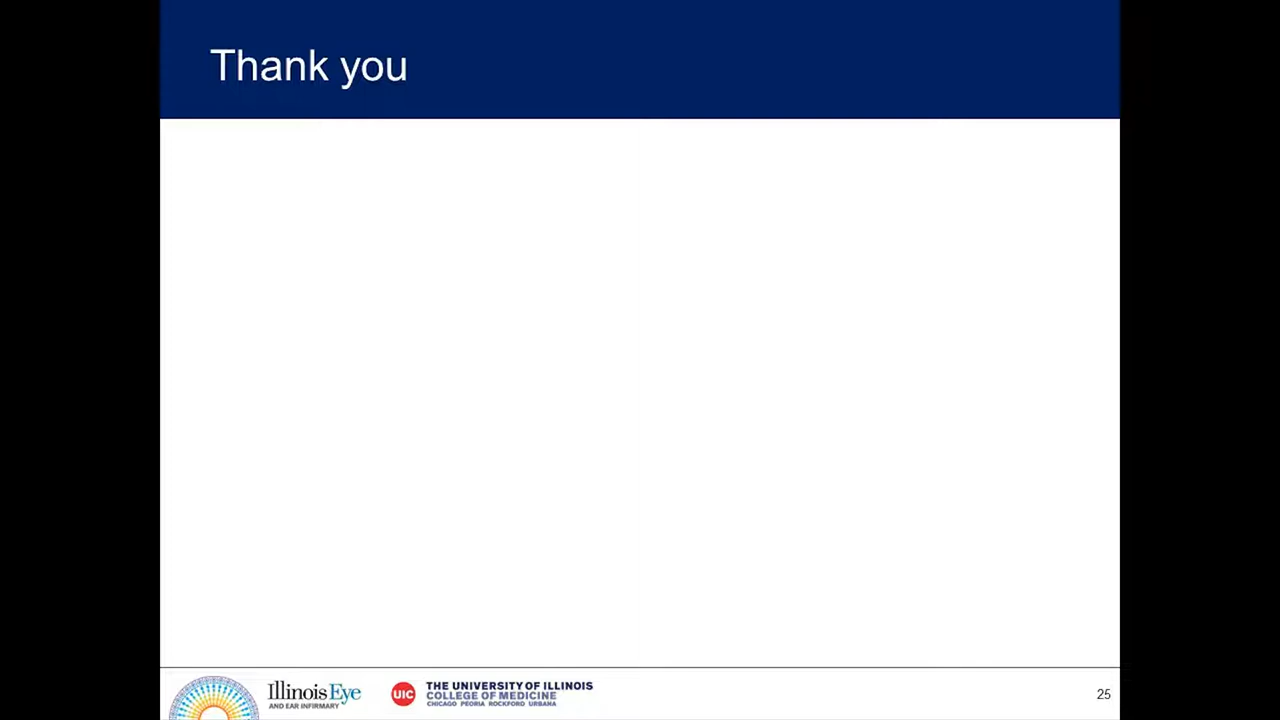 Thank you
Illinois Eye
AND EAR INFIRMARY
UIC
THE UNIVERSITY OF ILLINOIS
COLLEGE OF MEDICINE
CHICAGO PEORIA ROCKFORD URBANA
25